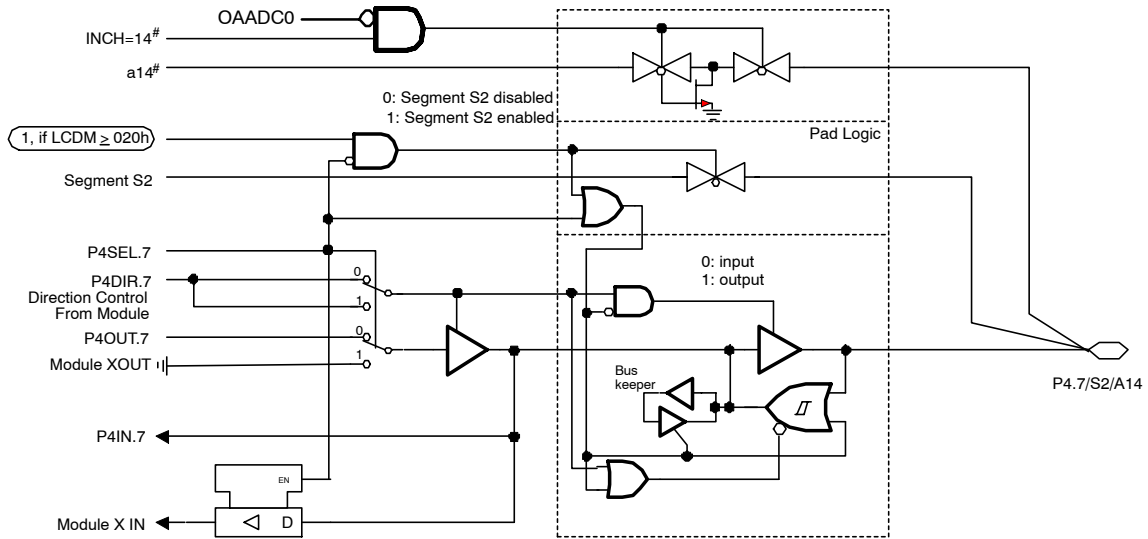 OAADC0
INCH=14#
a14#
0: Segment S2 disabled
1: Segment S2 enabled
Pad Logic
1, if LCDM ≥ 020h
Segment S2
P4SEL.7
0: input
1: output
P4DIR.7
0
Direction Control
From Module
1
P4OUT.7
0
Module XOUT
1
Bus
keeper
P4.7/S2/A14
P4IN.7
EN
Module X IN
D